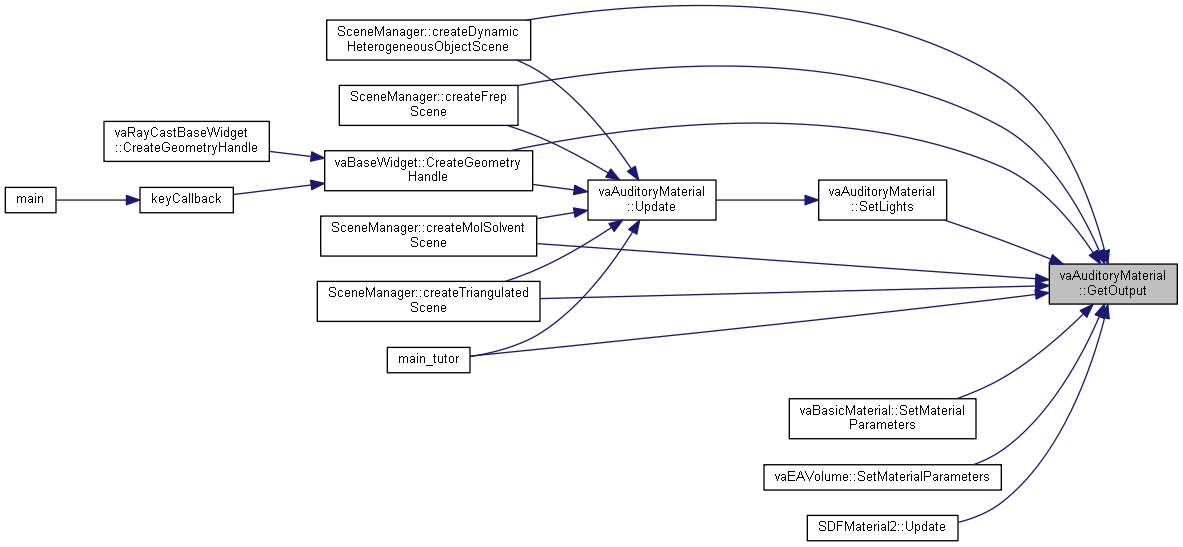 SceneManager::createDynamic
HeterogeneousObjectScene
SceneManager::createFrep
Scene
vaRayCastBaseWidget
::CreateGeometryHandle
vaBaseWidget::CreateGeometry
Handle
main
keyCallback
vaAuditoryMaterial
::Update
vaAuditoryMaterial
::SetLights
SceneManager::createMolSolvent
Scene
vaAuditoryMaterial
::GetOutput
SceneManager::createTriangulated
Scene
main_tutor
vaBasicMaterial::SetMaterial
Parameters
vaEAVolume::SetMaterialParameters
SDFMaterial2::Update